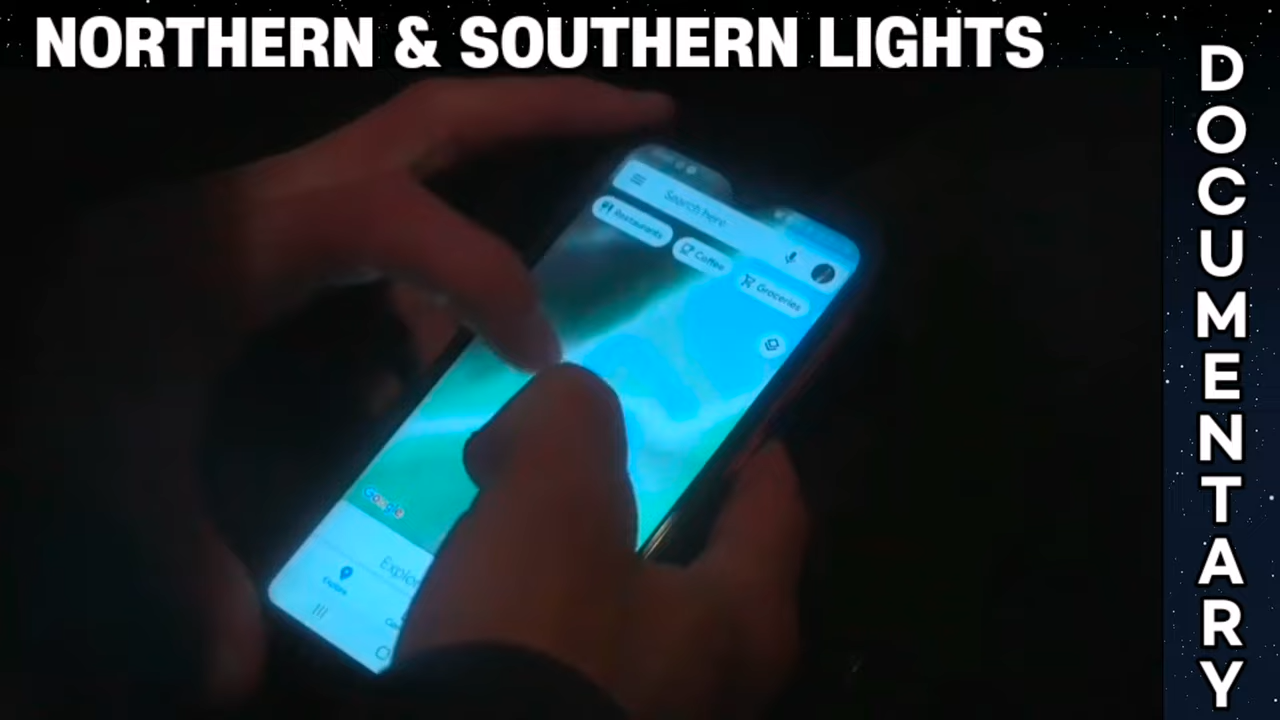 NORTHERN & SOUTHERN LIGHTS
DOCUMENTARY
Search here
Restaurants
Coffee
Groceries
Google
Explore